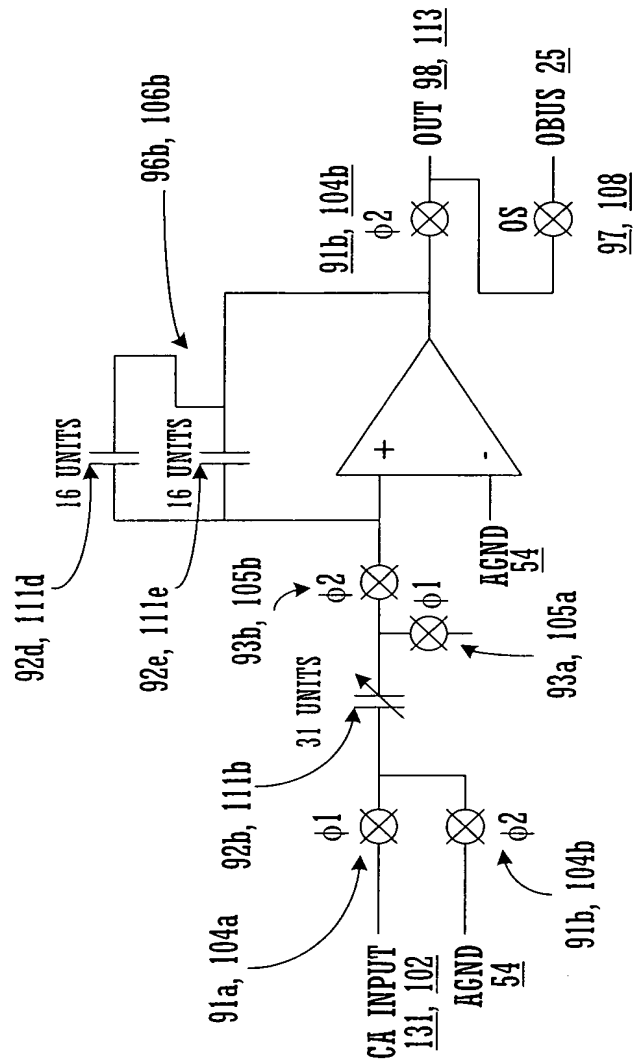 96b, 106b
16 UNITS
92d, 111d
16 UNITS
92e, 111e
91b, 104b
ϕ2
OUT 98, 113
OS
OBUS 25
97, 108
+
-
AGND
54
93b, 105b
ϕ2
ϕ1
93a, 105a
31 UNITS
92b, 111b
91a, 104a
ϕ1
CA INPUT
131, 102
AGND
54
ϕ2
91b, 104b